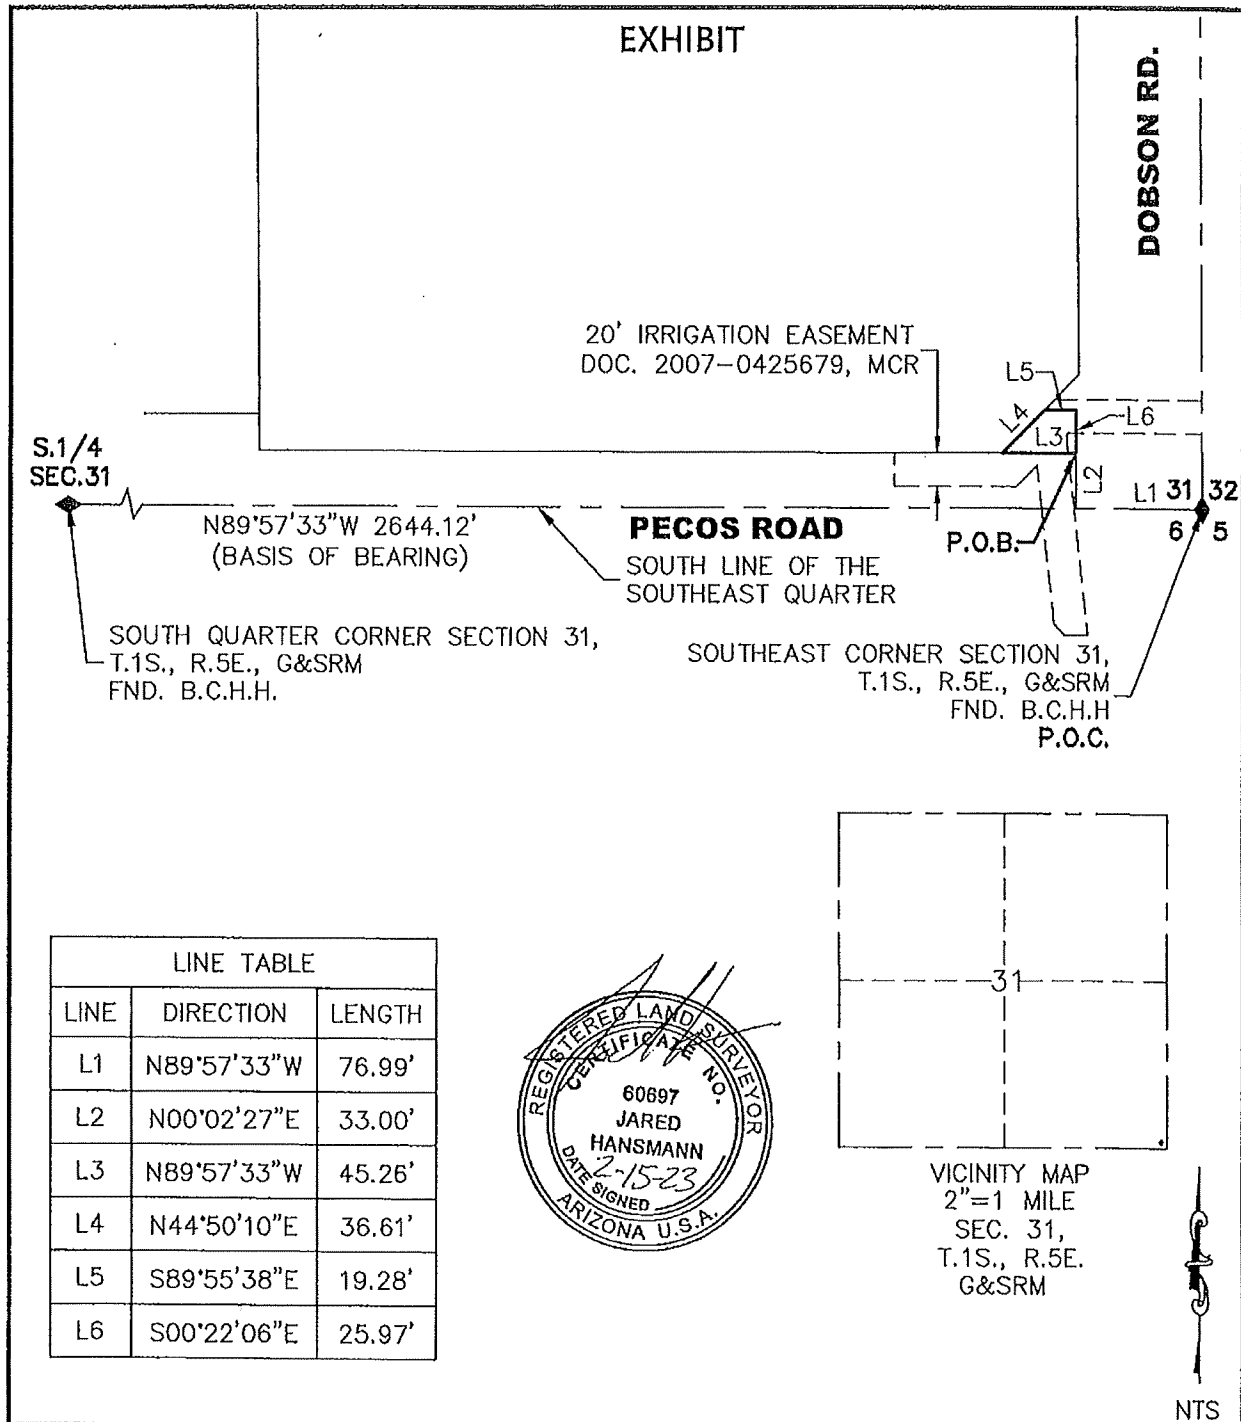 EXHIBIT
DOBSON RD.
20' IRRIGATION EASEMENT
DOC. 2007-0425679, MCR
L5
L4
L6
L3
L2
L1
31 32
6 5
S.1/4
SEC.31
N89°57'33"W 2644.12'
(BASIS OF BEARING)
PECOS ROAD
P.O.B.
SOUTH LINE OF THE
SOUTHEAST QUARTER
SOUTH QUARTER CORNER SECTION 31,
T.1S., R.5E., G&SRM
FND. B.C.H.H.
SOUTHEAST CORNER SECTION 31,
T.1S., R.5E., G&SRM
FND. B.C.H.H
P.O.C.
31
LINE TABLE
LINE DIRECTION LENGTH
L1 N89°57'33"W 76.99'
L2 N00°02'27"E 33.00'
L3 N89°57'33"W 45.26'
L4 N44°50'10"E 36.61'
L5 S89°55'38"E 19.28'
L6 S00°22'06"E 25.97'
REGISTERED LAND SURVEYOR
CERTIFICATE NO.
60697
JARED
HANSMANN
2-15-23
DATE SIGNED
ARIZONA U.S.A.
VICINITY MAP
2"=1 MILE
SEC. 31,
T.1S., R.5E.
G&SRM
NTS